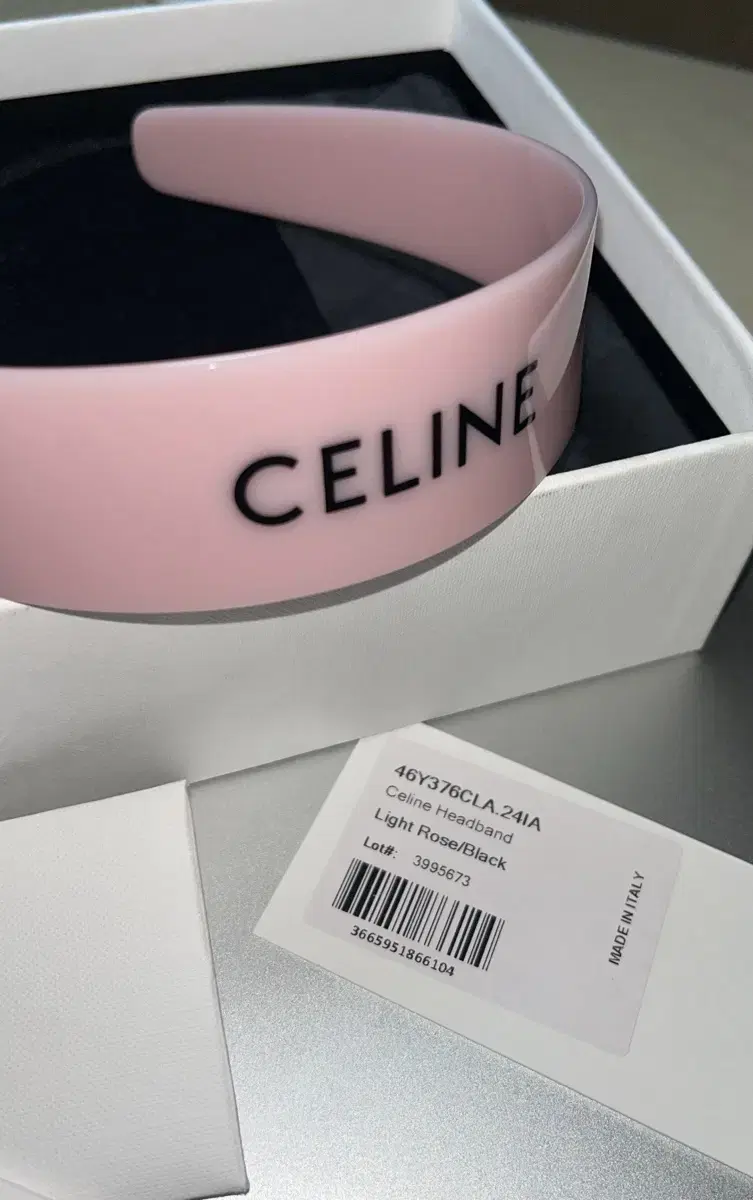 CELINE
46Y376CLA.24IA
Celine Headband
Light Rose/Black
Lot#: 3995673
3665951866104
MADE IN ITALY